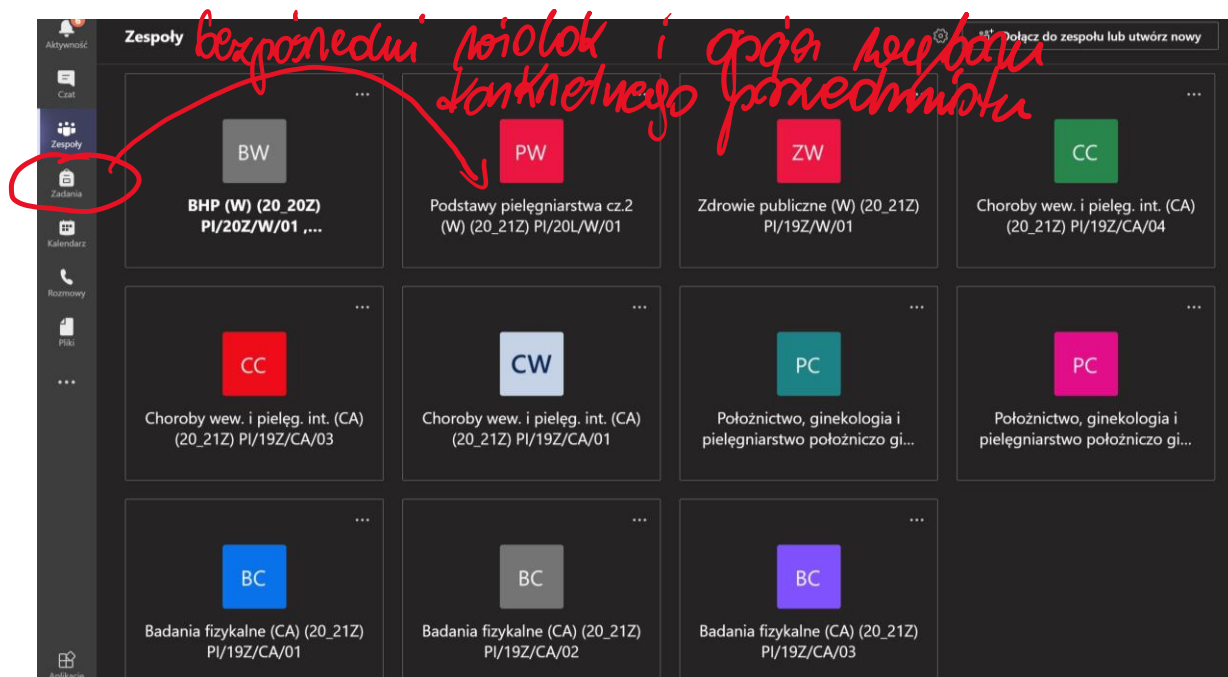 6
Aktywność
Zespoły
bezpośredni widok i opcja wyboru
konkretnego przedmiotu
Dołącz do zespołu lub utwórz nowy
Czat
Zespoły
Zadania
Kalendarz
Rozmowy
Pliki
Aplikacje
BW
BHP (W) (20_20Z)
PI/20Z/W/01 ,...
PW
Podstawy pielęgniarstwa cz.2
(W) (20_21Z) PI/20L/W/01
ZW
Zdrowie publiczne (W) (20_21Z)
PI/19Z/W/01
CC
Choroby wew. i pielęg. int. (CA)
(20_21Z) PI/19Z/CA/04
CC
Choroby wew. i pielęg. int. (CA)
(20_21Z) PI/19Z/CA/03
CW
Choroby wew. i pielęg. int. (CA)
(20_21Z) PI/19Z/CA/01
PC
Położnictwo, ginekologia i
pielęgniarstwo położniczo gi...
PC
Położnictwo, ginekologia i
pielęgniarstwo położniczo gi...
BC
Badania fizykalne (CA) (20_21Z)
PI/19Z/CA/01
BC
Badania fizykalne (CA) (20_21Z)
PI/19Z/CA/02
BC
Badania fizykalne (CA) (20_21Z)
PI/19Z/CA/03